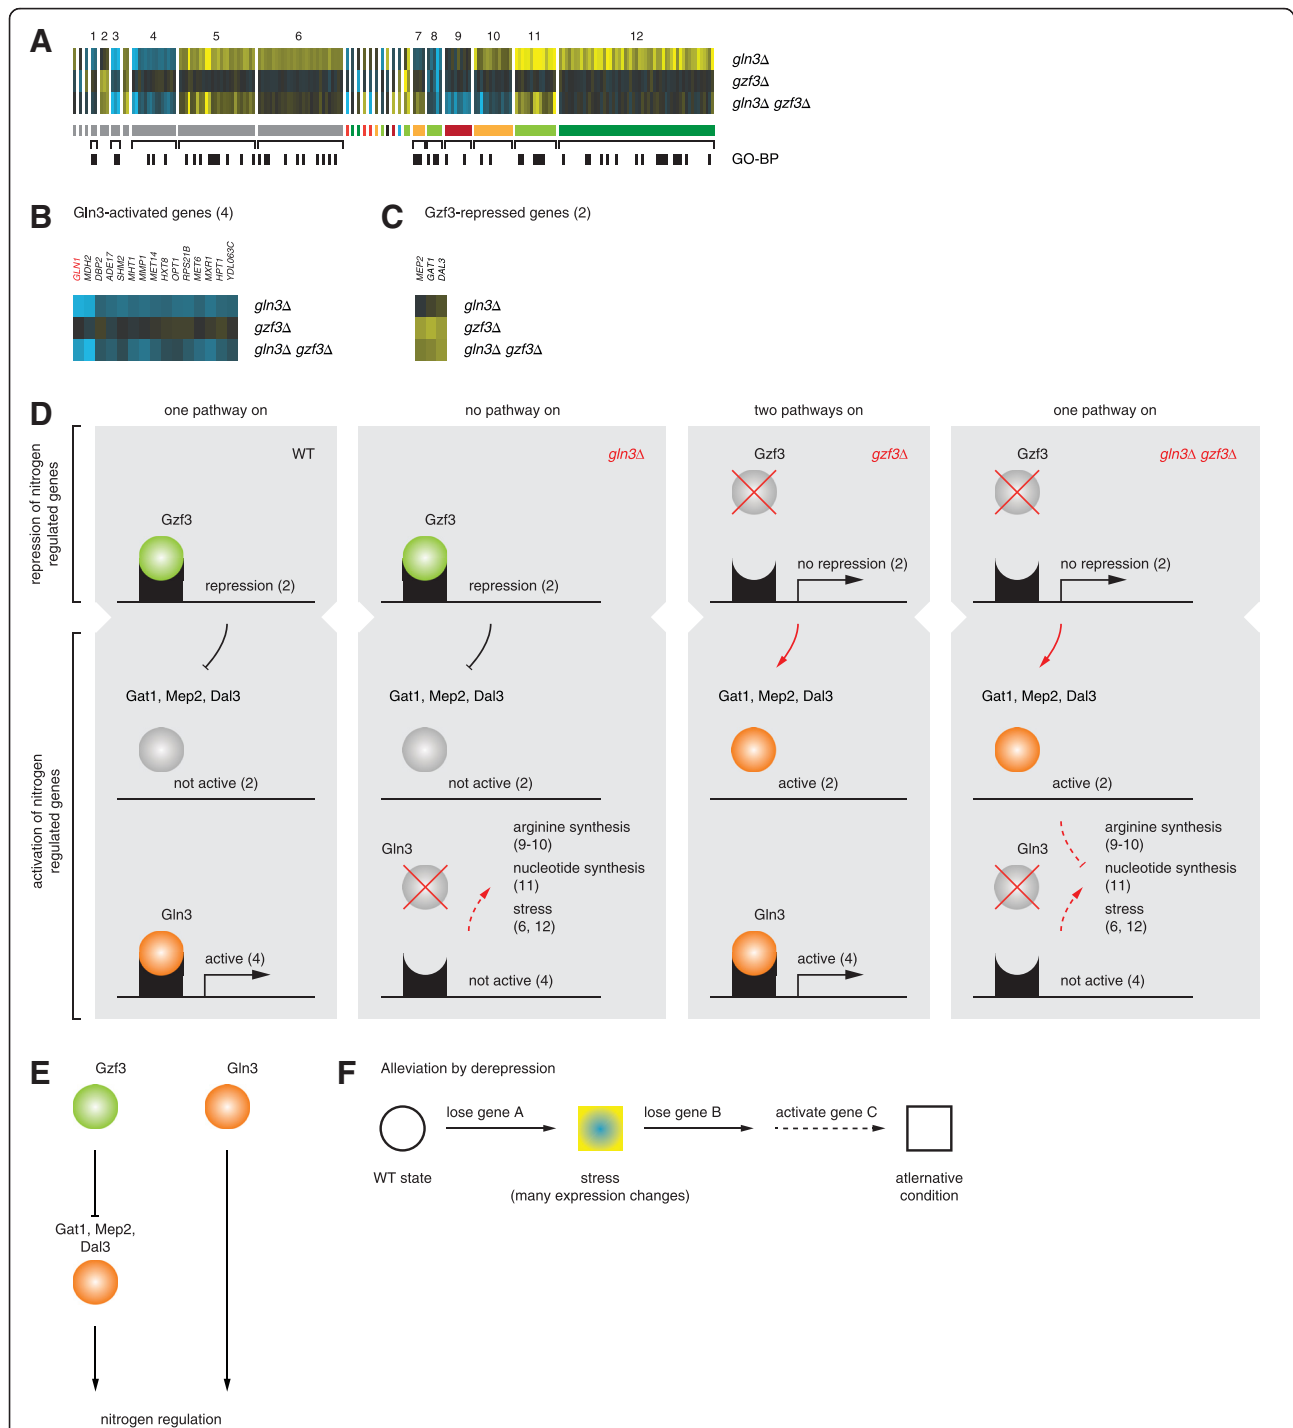 A
1 2 3 4 5 6 7 8 9 10 11 12
gln3Δ
gzf3Δ
gln3Δ gzf3Δ
GO-BP
B Gln3-activated genes (4)
GLN1
MDH2
DBP2
ADE17
SHM2
MHT1
MMP1
MET14
HXT8
OPT1
RPS21B
MET6
MXR1
HPT1
YDL063C
gln3Δ
gzf3Δ
gln3Δ gzf3Δ
C Gzf3-repressed genes (2)
MEP2
GAT1
DAL3
gln3Δ
gzf3Δ
gln3Δ gzf3Δ
D
repression of nitrogen
regulated genes
activation of nitrogen
regulated genes
one pathway on
WT
Gzf3
repression (2)
Gat1, Mep2, Dal3
not active (2)
Gln3
active (4)
no pathway on
gln3Δ
Gzf3
repression (2)
Gat1, Mep2, Dal3
not active (2)
Gln3
arginine synthesis
(9-10)
nucleotide synthesis
(11)
stress
(6, 12)
not active (4)
two pathways on
gzf3Δ
Gzf3
no repression (2)
Gat1, Mep2, Dal3
active (2)
Gln3
active (4)
one pathway on
gln3Δ gzf3Δ
Gzf3
no repression (2)
Gat1, Mep2, Dal3
active (2)
Gln3
arginine synthesis
(9-10)
nucleotide synthesis
(11)
stress
(6, 12)
not active (4)
E
Gzf3
Gln3
Gat1, Mep2,
Dal3
nitrogen regulation
F Alleviation by derepression
lose gene A
lose gene B
activate gene C
WT state
stress
(many expression changes)
atlernative
condition